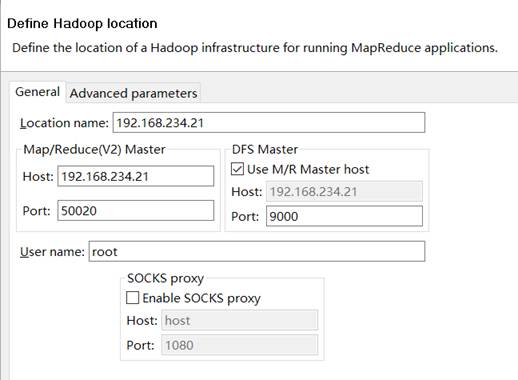 Define Hadoop location
Define the location of a Hadoop infrastructure for running MapReduce applications.
General
Advanced parameters
Location name: 192.168.234.21
Map/Reduce(V2) Master
Host: 192.168.234.21
Port: 50020
DFS Master
Use M/R Master host
Host: 192.168.234.21
Port: 9000
User name: root
SOCKS proxy
Enable SOCKS proxy
Host: host
Port: 1080